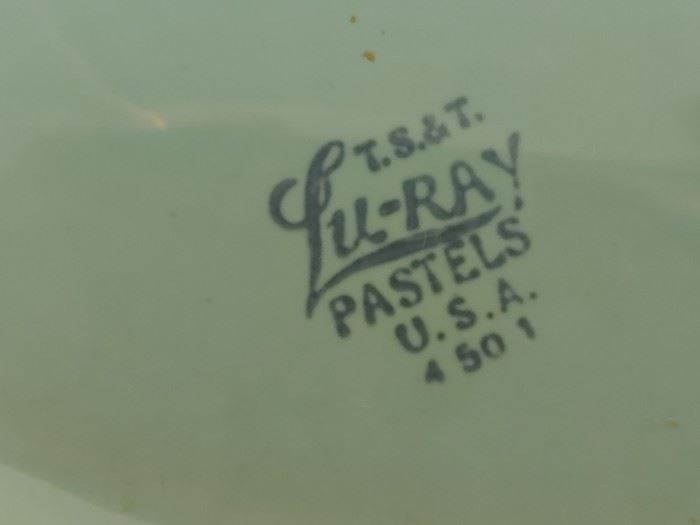 T.S.&T.
Lu-RAY
PASTELS
U.S.A.
4 50 1